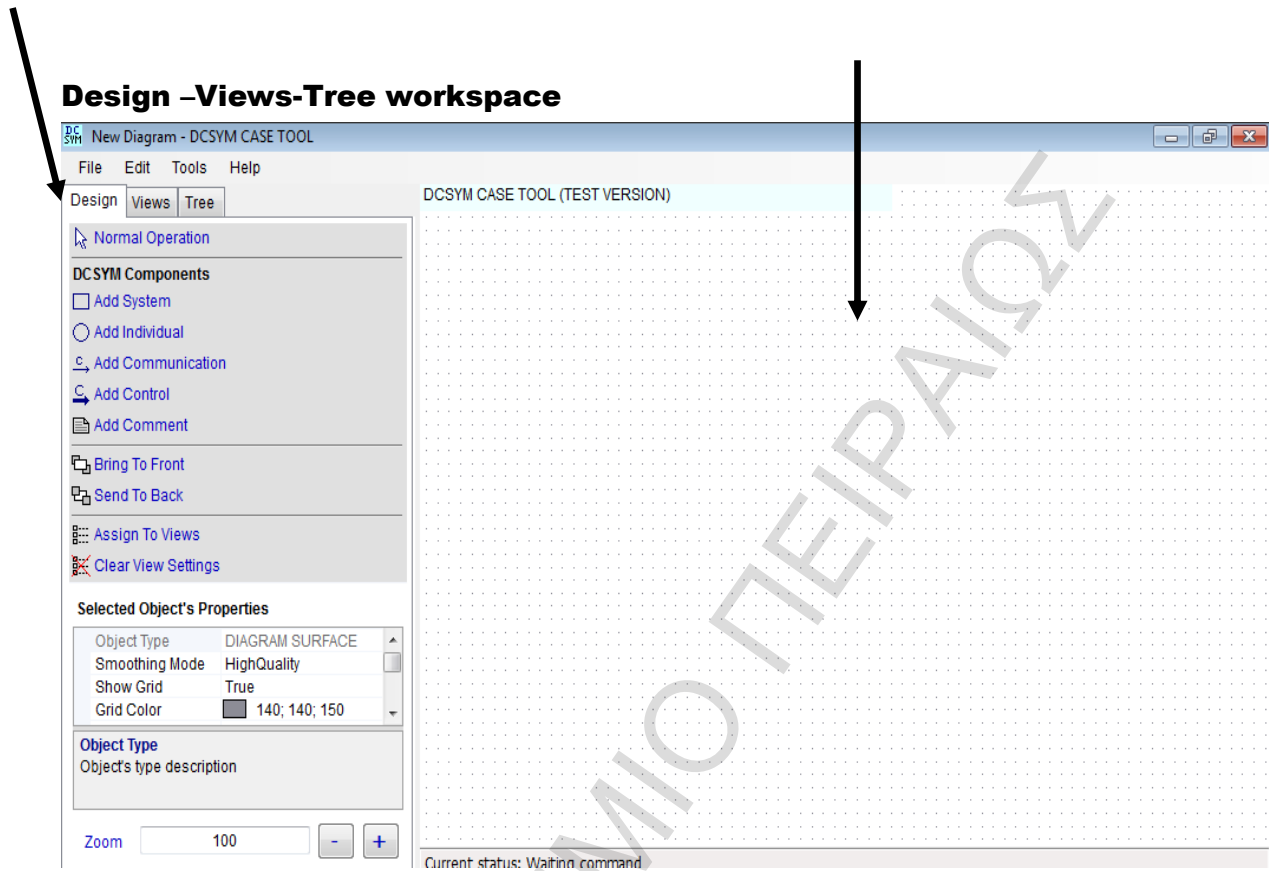 Design –Views-Tree workspace
DC SYM New Diagram - DCSYM CASE TOOL
File Edit Tools Help
Design Views Tree
DCSYM CASE TOOL (TEST VERSION)
Normal Operation
DCSYM Components
Add System
Add Individual
C Add Communication
C Add Control
Add Comment
Bring To Front
Send To Back
Assign To Views
Clear View Settings
Selected Object's Properties
Object Type DIAGRAM SURFACE
Smoothing Mode HighQuality
Show Grid True
Grid Color 140; 140; 150
Object Type
Object's type description
Zoom 100 - +
Current status: Waiting command
ΜΙΟ ΠΕΙΡΑΙΩΣ